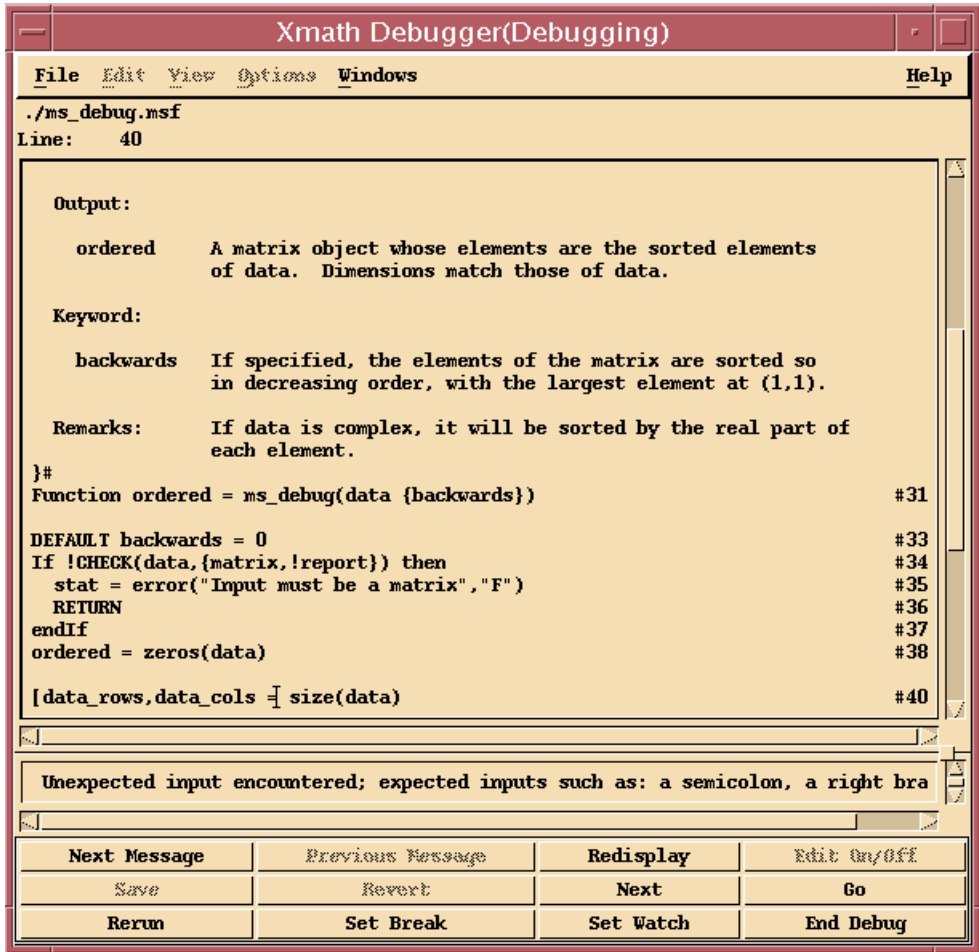 Xmath Debugger(Debugging)
File Edit View Options Windows Help
./ms_debug.msf
Line: 40
Output:
ordered A matrix object whose elements are the sorted elements
of data. Dimensions match those of data.
Keyword:
backwards If specified, the elements of the matrix are sorted so
in decreasing order, with the largest element at (1,1).
Remarks: If data is complex, it will be sorted by the real part of
each element.
}#
Function ordered = ms_debug(data {backwards}) #31
DEFAULT backwards = 0 #33
If !CHECK(data,{matrix,!report}) then #34
stat = error("Input must be a matrix","F") #35
RETURN #36
endIf #37
ordered = zeros(data) #38
[data_rows,data_cols = size(data) #40
Unexpected input encountered; expected inputs such as: a semicolon, a right bra
Next Message Previous Message Redisplay Edit On/Off
Save Revert Next Go
Rerun Set Break Set Watch End Debug